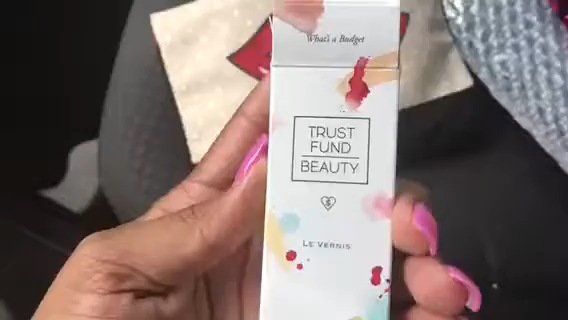 What's a Budget
TRUST
FUND
BEAUTY
$
LE VERNIS